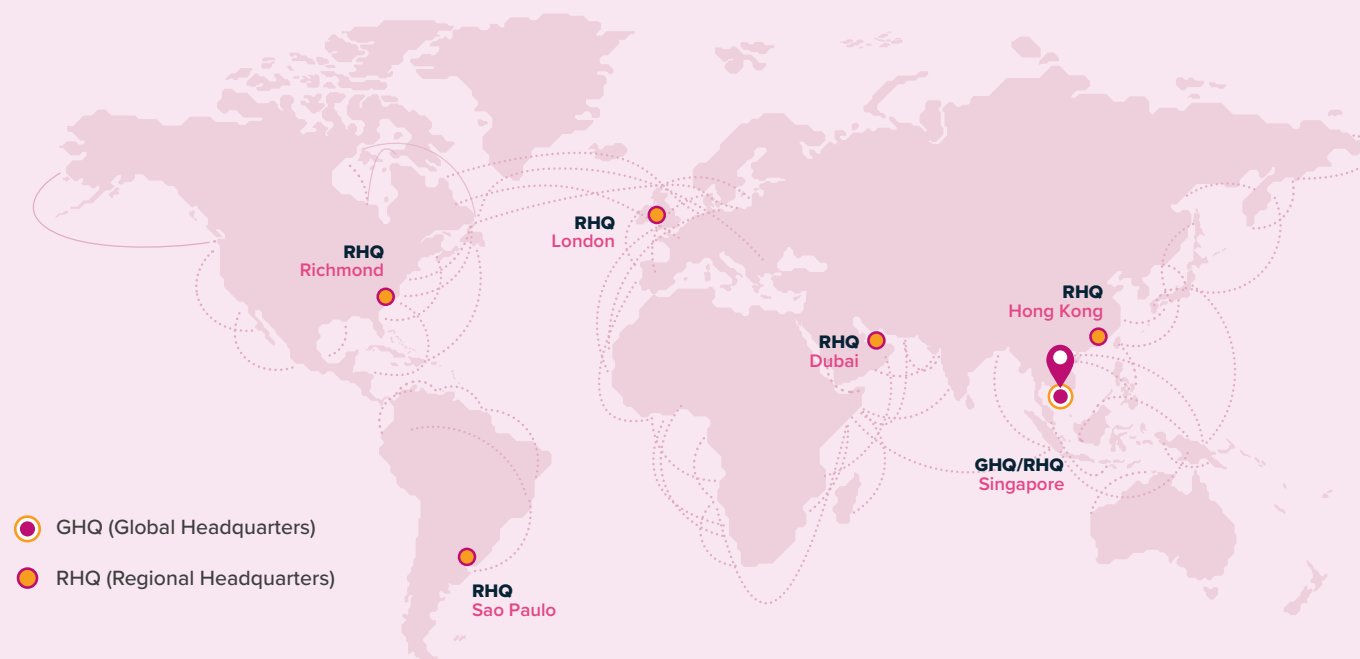 RHQ
London
RHQ
Richmond
RHQ
Hong Kong
RHQ
Dubai
GHQ/RHQ
Singapore
GHQ (Global Headquarters)
RHQ (Regional Headquarters)
RHQ
Sao Paulo